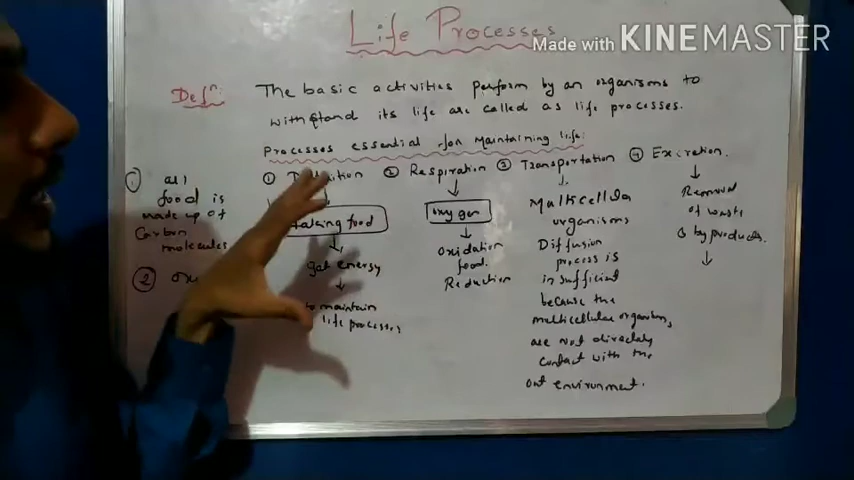 Life Processes
Made with KINEMASTER
Defn: The basic activities perform by an organisms to
withstand its life are called as life processes.
Processes essential for maintaining life:
② Respiration ③ Transportation ④ Excretion.
① all
food is
made up of
Carbon
molecules
②
taking food
get energy
to maintain
life processes
oxygen
oxidation
food.
Reduction
Multicellular
organisms
Diffusion
process is
insufficient
because the
multicellular organisms,
are not directly
contact with the
out environment.
Removal
of waste
by products.